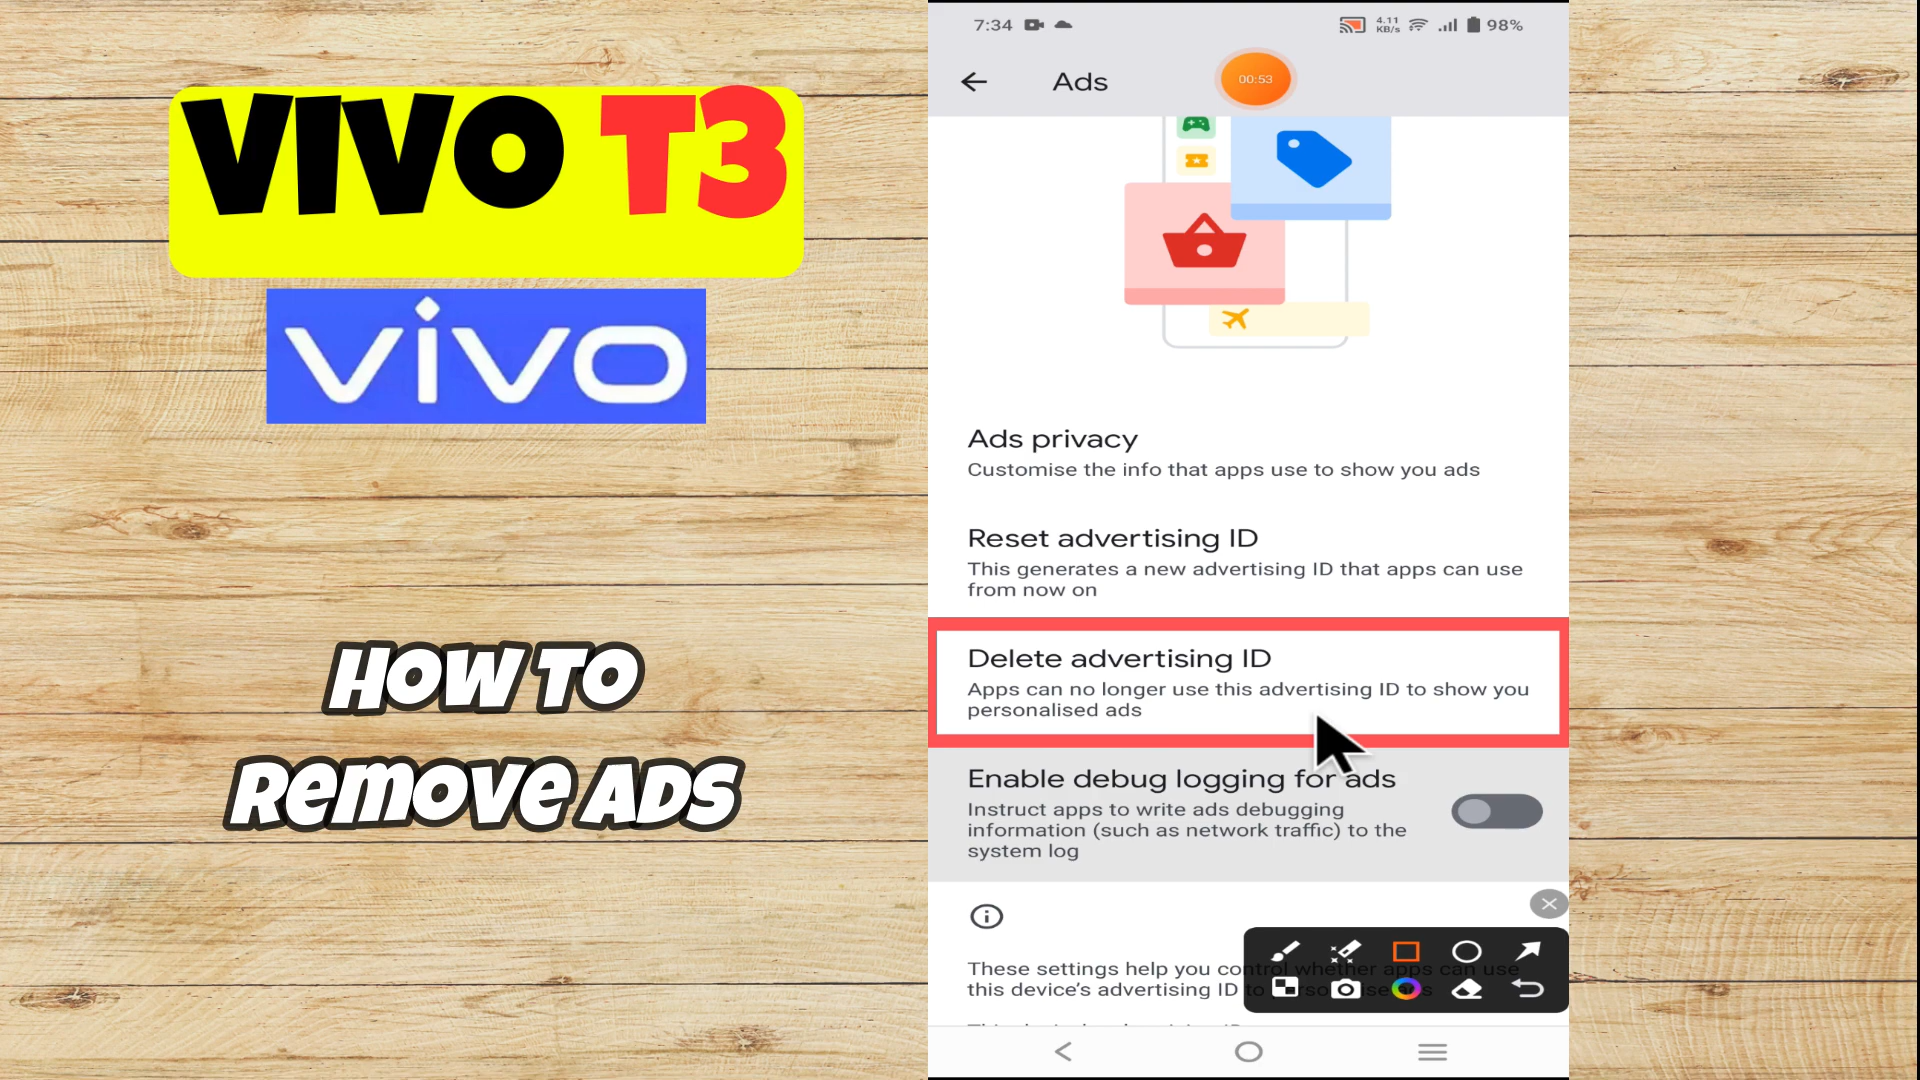 VIVO T3
vivo
HOW TO
REMOVE ADS
7:34
4.11
KB/s
98%
Ads
00:53
Ads privacy
Customise the info that apps use to show you ads
Reset advertising ID
This generates a new advertising ID that apps can use
from now on
Delete advertising ID
Apps can no longer use this advertising ID to show you
personalised ads
Enable debug logging for ads
Instruct apps to write ads debugging
information (such as network traffic) to the
system log
These settings help you control whether apps can use
this device's advertising ID to